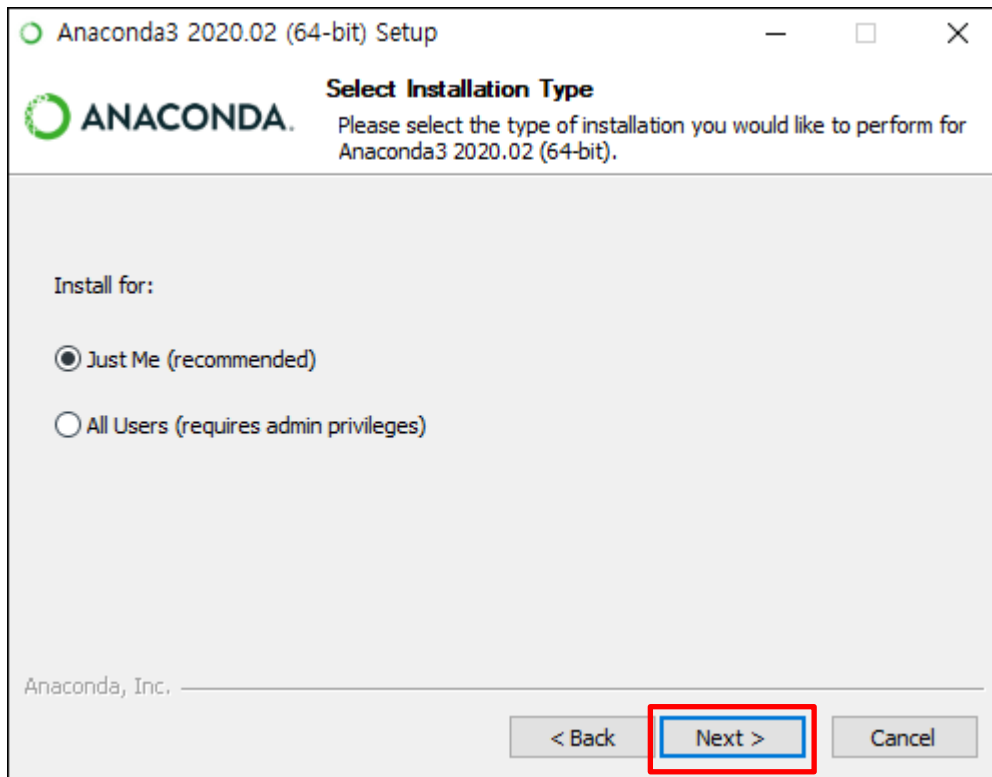 Anaconda3 2020.02 (64-bit) Setup
ANACONDA.
Select Installation Type
Please select the type of installation you would like to perform for
Anaconda3 2020.02 (64-bit).
Install for:
Just Me (recommended)
All Users (requires admin privileges)
Anaconda, Inc.
< Back
Next >
Cancel